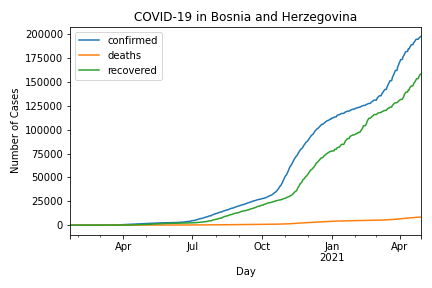 COVID-19 in Bosnia and Herzegovina
confirmed
deaths
recovered
Number of Cases
200000
175000
150000
125000
100000
75000
50000
25000
0
Apr
Jul
Oct
Jan
2021
Apr
Day